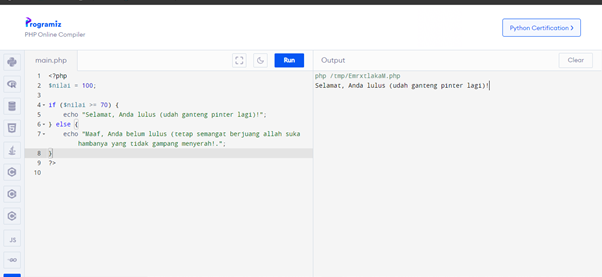 Programiz
PHP Online Compiler
Python Certification >
main.php
Run
Output
Clear
1 <?php
2 $nilai = 100;
3
4 if ($nilai >= 70) {
5 echo "Selamat, Anda lulus (udah ganteng pinter lagi)!";
6 } else {
7 echo "Maaf, Anda belum lulus (tetap semangat berjuang allah suka
hambanya yang tidak gampang menyerah!.";
8 }
9 ?>
10
php /tmp/EmrxtlakaM.php
Selamat, Anda lulus (udah ganteng pinter lagi)!
JS